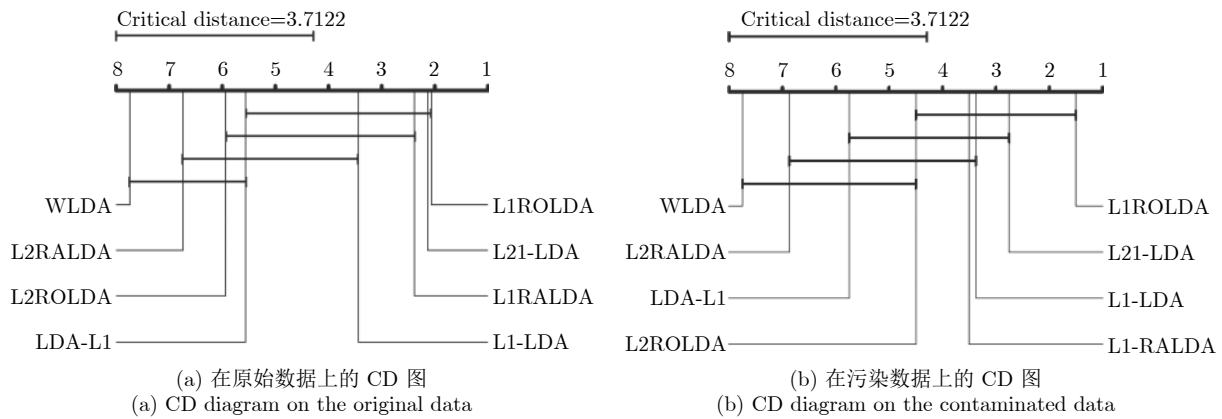 Critical distance=3.7122
8 7 6 5 4 3 2 1
WLDA
L2RALDA
L2ROLDA
LDA-L1
L1ROLDA
L21-LDA
L1RALDA
L1-LDA
(a) 在原始数据上的 CD 图
(a) CD diagram on the original data
Critical distance=3.7122
8 7 6 5 4 3 2 1
WLDA
L2RALDA
LDA-L1
L2ROLDA
L1ROLDA
L21-LDA
L1-LDA
L1-RALDA
(b) 在污染数据上的 CD 图
(b) CD diagram on the contaminated data